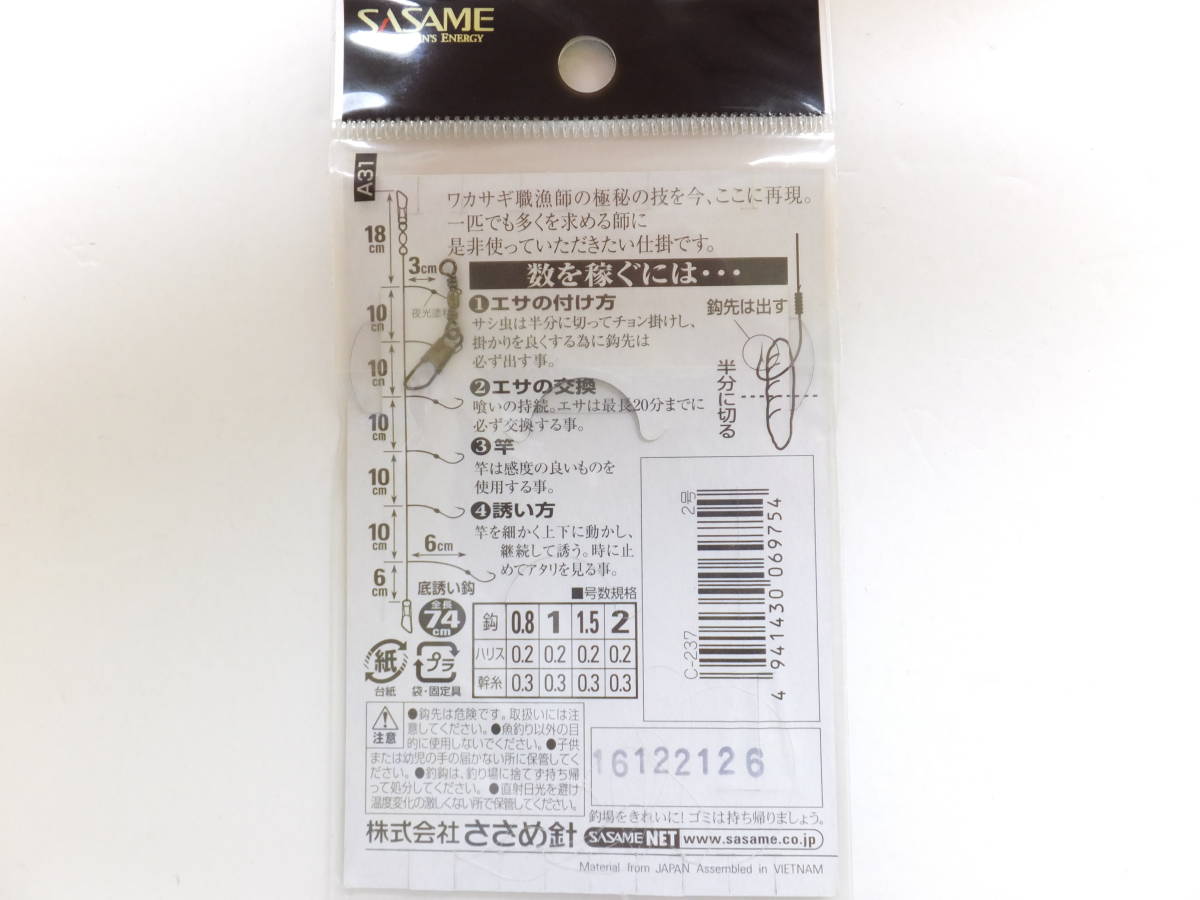 SASAME
N'S ENERGY
A31
ワカサギ職漁師の極秘の技を今、ここに再現。
一匹でも多くを求める師に
是非使っていただきたい仕掛です。
数を稼ぐには・・・
❶エサの付け方
サシ虫は半分に切ってチョン掛けし、
掛かりを良くする為に鈎先は
必ず出す事。
❷エサの交換
喰いの持続。エサは最長20分までに
必ず交換する事。
❸竿
竿は感度の良いものを
使用する事。
❹誘い方
竿を細かく上下に動かし、
継続して誘う。時に止
めてアタリを見る事。
鈎先は出す
半分に切る
18cm
3cm
夜光塗
10cm
10cm
10cm
10cm
10cm
6cm
6cm
底誘い鈎
全長
74cm
■号数規格
鈎 0.8 1 1.5 2
ハリス 0.2 0.2 0.2 0.2
幹糸 0.3 0.3 0.3 0.3
紙
台紙
プラ
袋・固定具
2号
C-237
4 941430 069754
注意
●鈎先は危険です。取扱いには注
意してください。●魚釣り以外の目
的に使用しないでください。●子供
または幼児の手の届かない所に保管してく
ださい。●釣鈎は、釣り場に捨てず持ち帰
って処分してください。●直射日光を避け
温度変化の激しくない所で保管してください。
16122126
釣場をきれいに!ゴミは持ち帰りましょう。
株式会社 ささめ針 SASAME NET www.sasame.co.jp
Material from JAPAN Assembled in VIETNAM